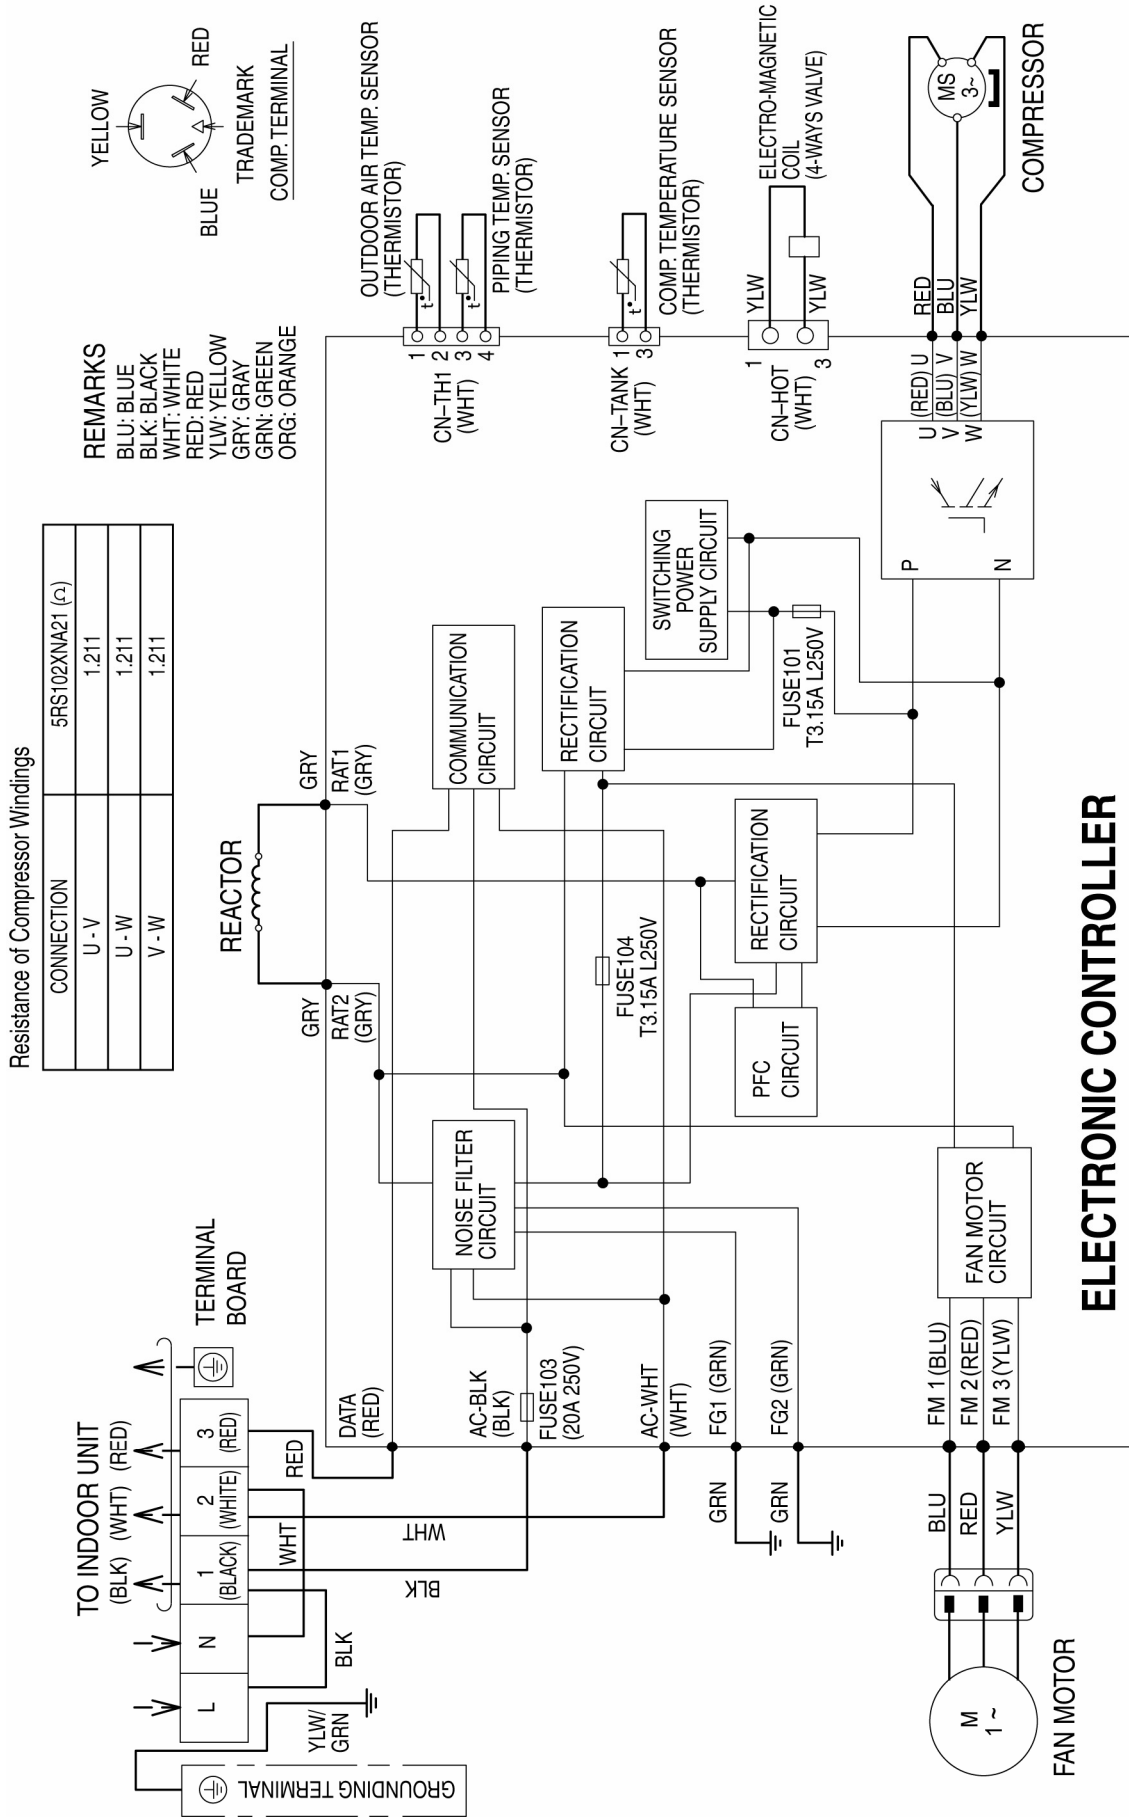 Resistance of Compressor Windings
CONNECTION
5RS102XNA21 (Ω)
U - V
1.211
U - W
1.211
V - W
1.211
REMARKS
BLU: BLUE
BLK: BLACK
WHT: WHITE
RED: RED
YLW: YELLOW
GRY: GRAY
GRN: GREEN
ORG: ORANGE
YELLOW
RED
BLUE
TRADEMARK
COMP. TERMINAL
TO INDOOR UNIT
(BLK) (WHT) (RED)
L
N
1
(BLACK)
2
(WHITE)
3
(RED)
TERMINAL
BOARD
GROUNDING TERMINAL
YLW/
GRN
BLK
WHT
RED
BLK
WHT
REACTOR
GRY
GRY
RAT2
(GRY)
RAT1
(GRY)
DATA
(RED)
AC-BLK
(BLK)
FUSE103
(20A 250V)
AC-WHT
(WHT)
GRN
FG1 (GRN)
GRN
FG2 (GRN)
NOISE FILTER
CIRCUIT
COMMUNICATION
CIRCUIT
RECTIFICATION
CIRCUIT
FUSE104
T3.15A L250V
SWITCHING
POWER
SUPPLY CIRCUIT
PFC
CIRCUIT
RECTIFICATION
CIRCUIT
FUSE101
T3.15A L250V
P
N
U
V
W
(RED) U
(BLU) V
(YLW) W
RED
BLU
YLW
MS
3~
COMPRESSOR
1
2
3
4
CN-TH1
(WHT)
t°
t°
OUTDOOR AIR TEMP. SENSOR
(THERMISTOR)
PIPING TEMP. SENSOR
(THERMISTOR)
1
3
CN-TANK
(WHT)
t°
COMP. TEMPERATURE SENSOR
(THERMISTOR)
1
3
CN-HOT
(WHT)
YLW
YLW
ELECTRO-MAGNETIC
COIL
(4-WAYS VALVE)
FAN MOTOR
CIRCUIT
FM 1 (BLU)
FM 2 (RED)
FM 3 (YLW)
BLU
RED
YLW
M
1 ~
FAN MOTOR
ELECTRONIC CONTROLLER